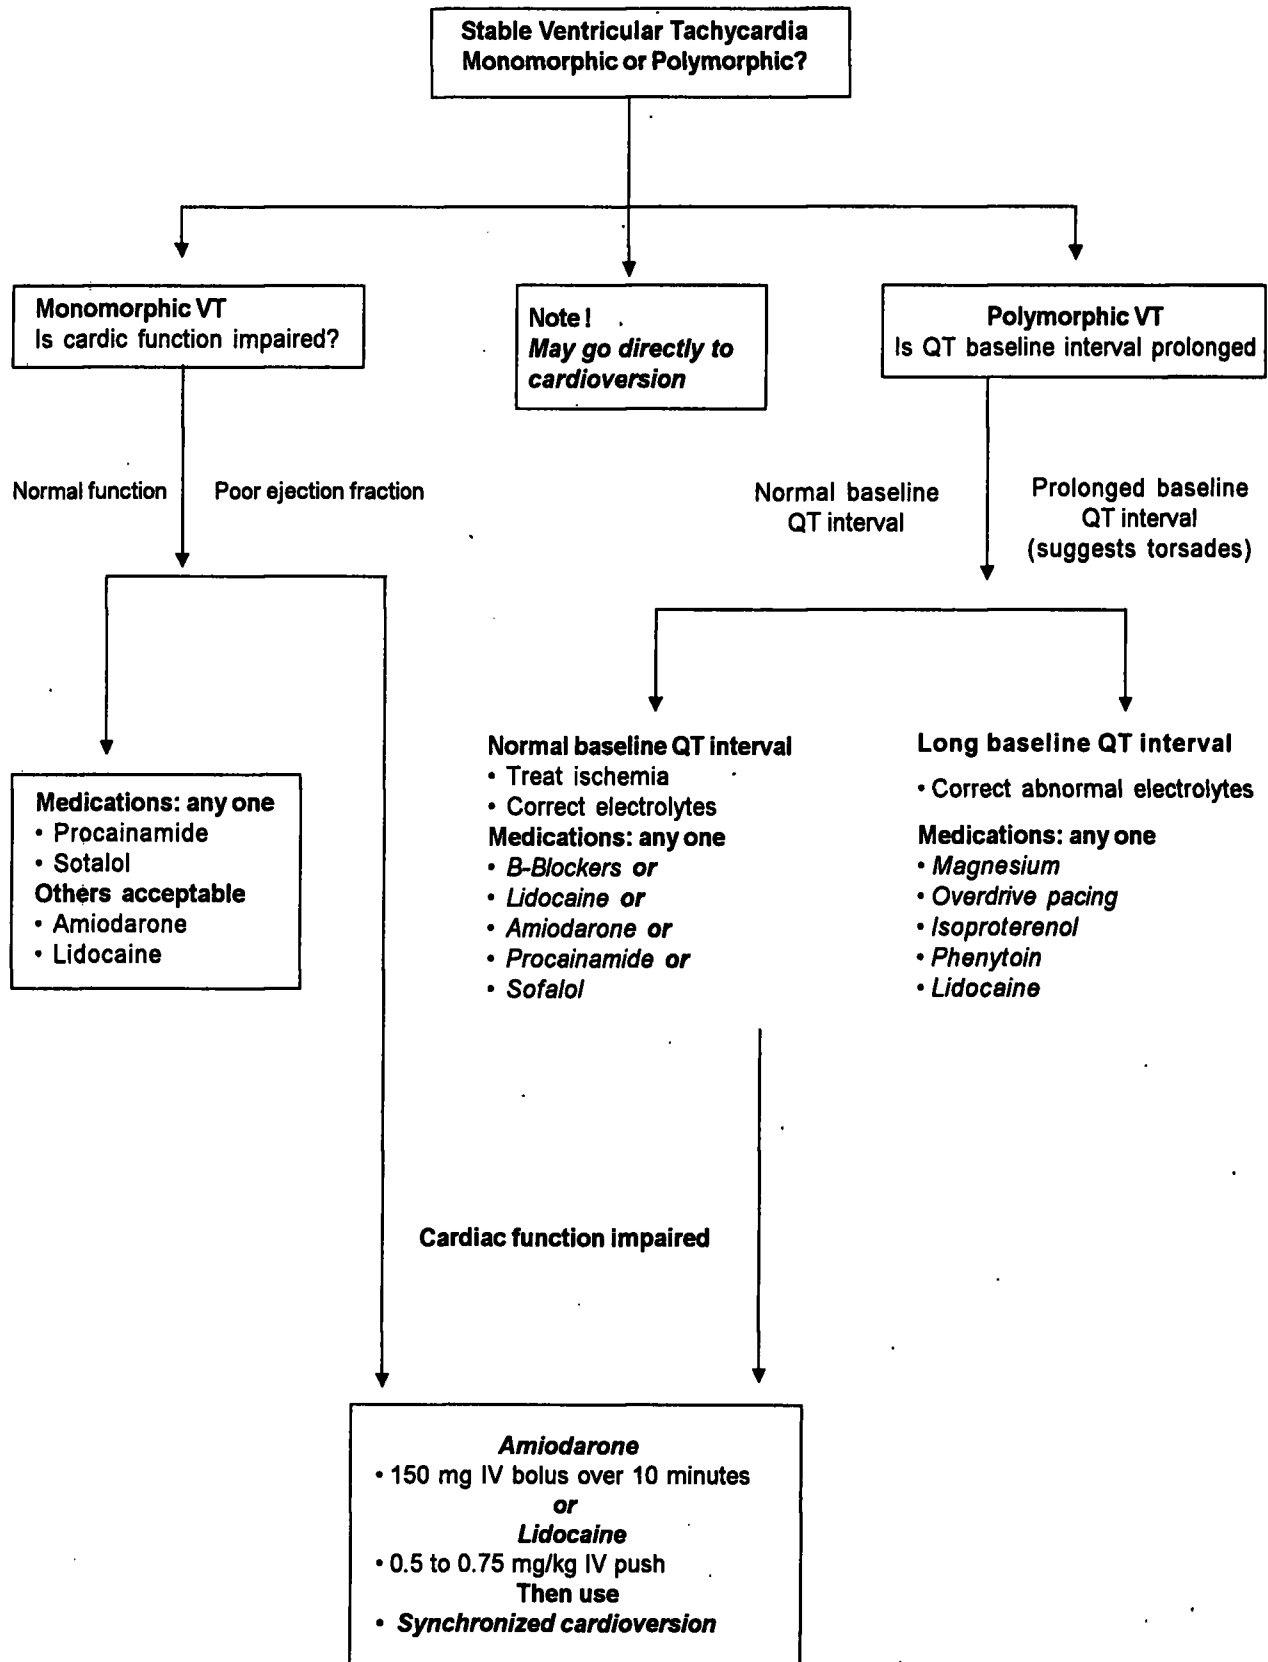 Stable Ventricular Tachycardia
Monomorphic or Polymorphic?
Monomorphic VT
Is cardic function impaired?
Note !
May go directly to
cardioversion
Polymorphic VT
Is QT baseline interval prolonged
Normal function
Poor ejection fraction
Normal baseline
QT interval
Prolonged baseline
QT interval
(suggests torsades)
Medications: any one
• Procainamide
• Sotalol
Others acceptable
• Amiodarone
• Lidocaine
Normal baseline QT interval
• Treat ischemia
• Correct electrolytes
Medications: any one
• B-Blockers or
• Lidocaine or
• Amiodarone or
• Procainamide or
• Sofalol
Long baseline QT interval
• Correct abnormal electrolytes
Medications: any one
• Magnesium
• Overdrive pacing
• Isoproterenol
• Phenytoin
• Lidocaine
Cardiac function impaired
Amiodarone
• 150 mg IV bolus over 10 minutes
or
Lidocaine
• 0.5 to 0.75 mg/kg IV push
Then use
• Synchronized cardioversion